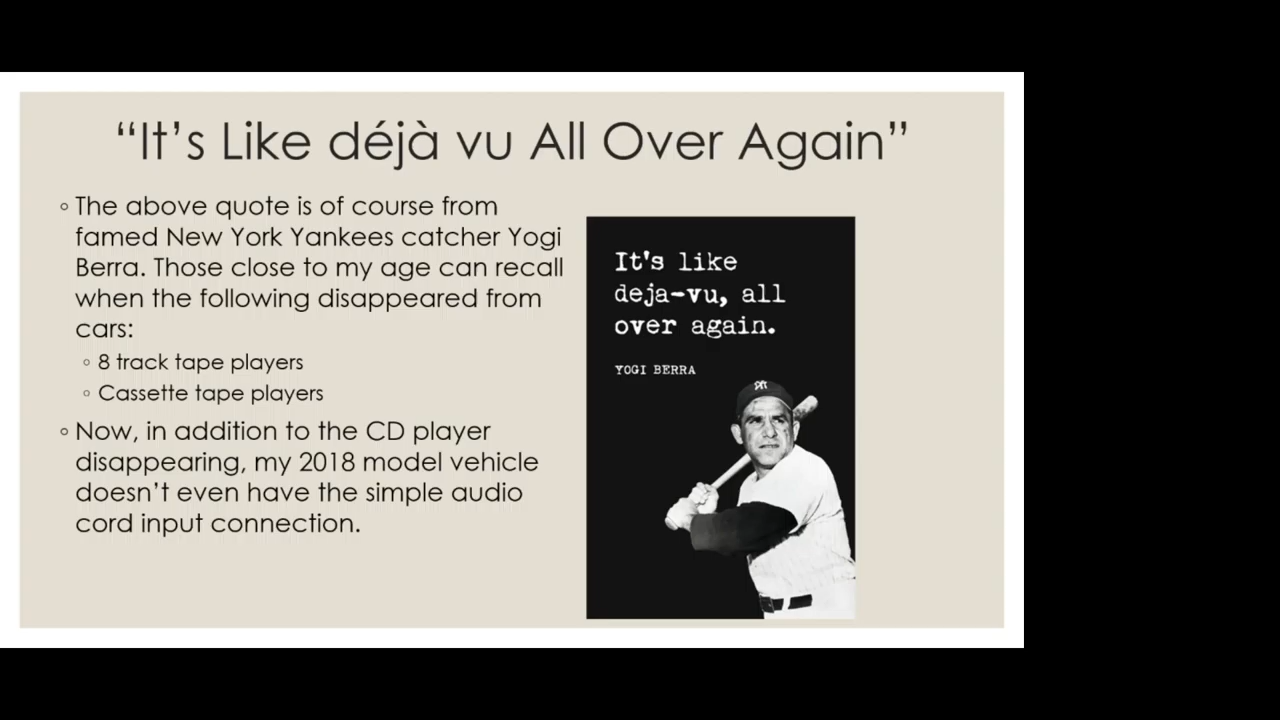 “It’s Like déjà vu All Over Again”
◦ The above quote is of course from
famed New York Yankees catcher Yogi
Berra. Those close to my age can recall
when the following disappeared from
cars:
◦ 8 track tape players
◦ Cassette tape players
◦ Now, in addition to the CD player
disappearing, my 2018 model vehicle
doesn’t even have the simple audio
cord input connection.
It's like
deja-vu, all
over again.
YOGI BERRA